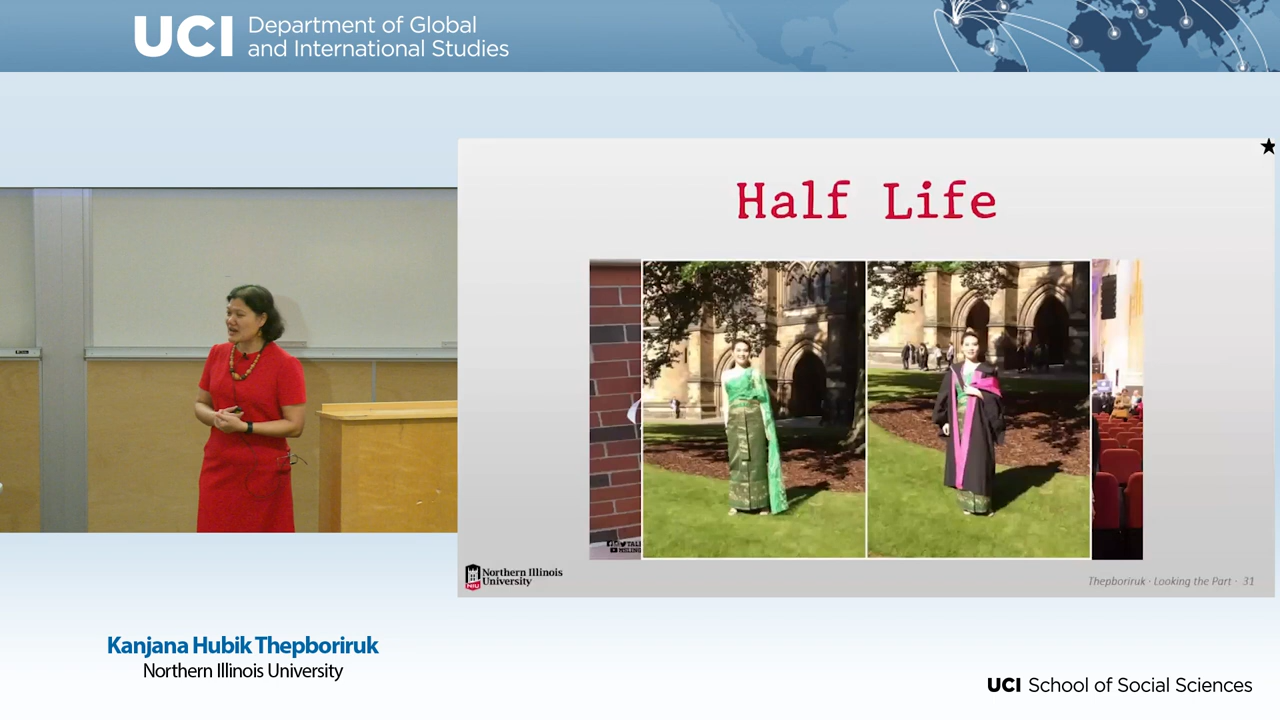 UCI Department of Global
and International Studies
Half Life
Northern Illinois
University
NIU
Thepboriruk · Looking the Part · 31
Kanjana Hubik Thepboriruk
Northern Illinois University
UCI School of Social Sciences